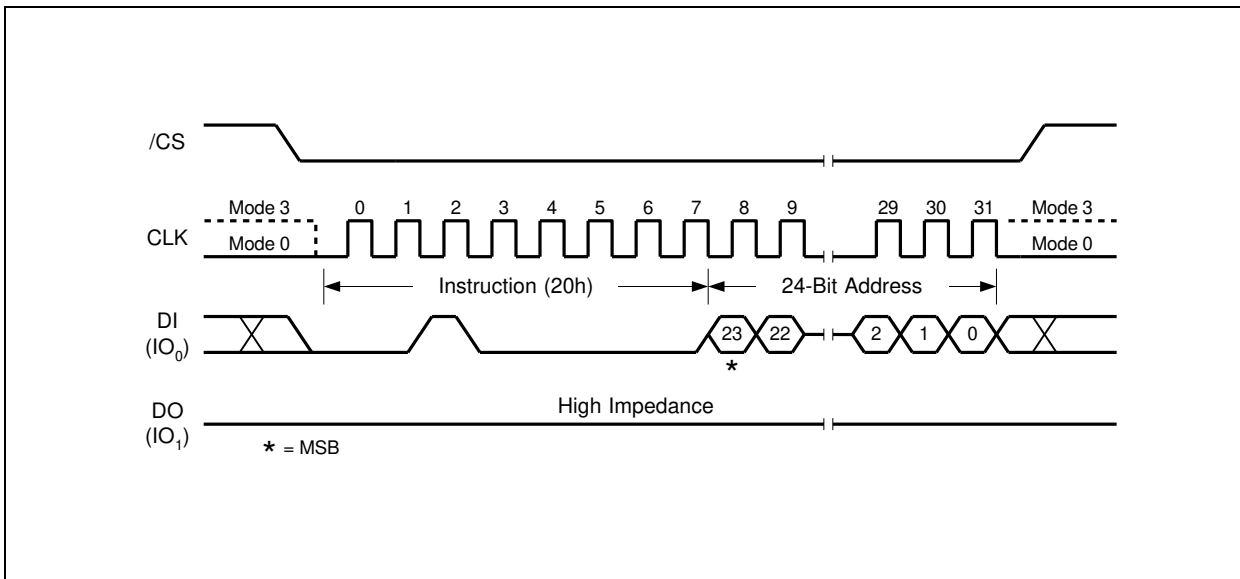 /CS
Mode 3 0 1 2 3 4 5 6 7 8 9 29 30 31 Mode 3
CLK
Mode 0 Mode 0
Instruction (20h) 24-Bit Address
DI
(IO₀)
23 22 2 1 0
*
High Impedance
DO
(IO₁)
* = MSB